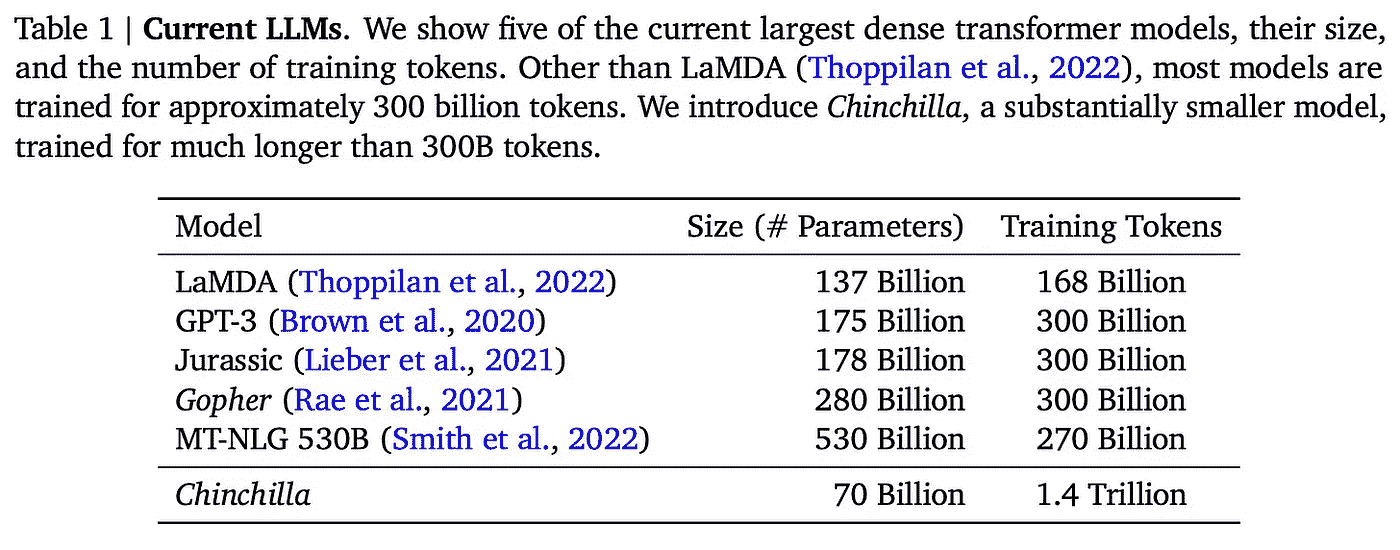 Table 1 | Current LLMs. We show five of the current largest dense transformer models, their size,
and the number of training tokens. Other than LaMDA (Thoppilan et al., 2022), most models are
trained for approximately 300 billion tokens. We introduce Chinchilla, a substantially smaller model,
trained for much longer than 300B tokens.
Model Size (# Parameters) Training Tokens
LaMDA (Thoppilan et al., 2022) 137 Billion 168 Billion
GPT-3 (Brown et al., 2020) 175 Billion 300 Billion
Jurassic (Lieber et al., 2021) 178 Billion 300 Billion
Gopher (Rae et al., 2021) 280 Billion 300 Billion
MT-NLG 530B (Smith et al., 2022) 530 Billion 270 Billion
Chinchilla 70 Billion 1.4 Trillion